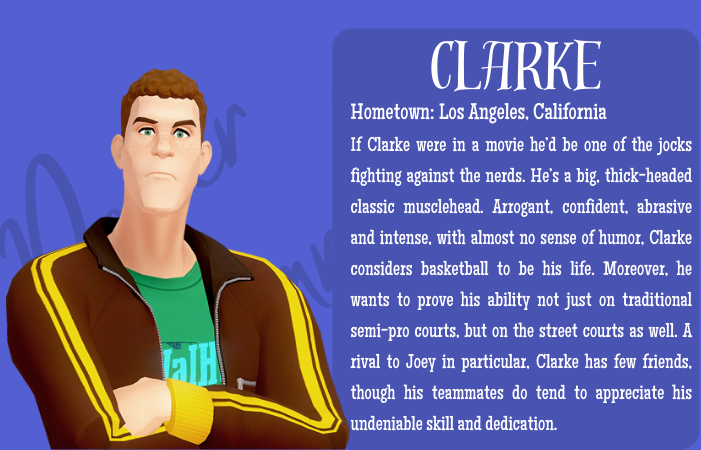 CLARKE
Hometown: Los Angeles, California
If Clarke were in a movie he'd be one of the jocks
fighting against the nerds. He's a big, thick-headed
classic musclehead. Arrogant, confident, abrasive
and intense, with almost no sense of humor, Clarke
considers basketball to be his life. Moreover, he
wants to prove his ability not just on traditional
semi-pro courts, but on the street courts as well. A
rival to Joey in particular, Clarke has few friends,
though his teammates do tend to appreciate his
undeniable skill and dedication.